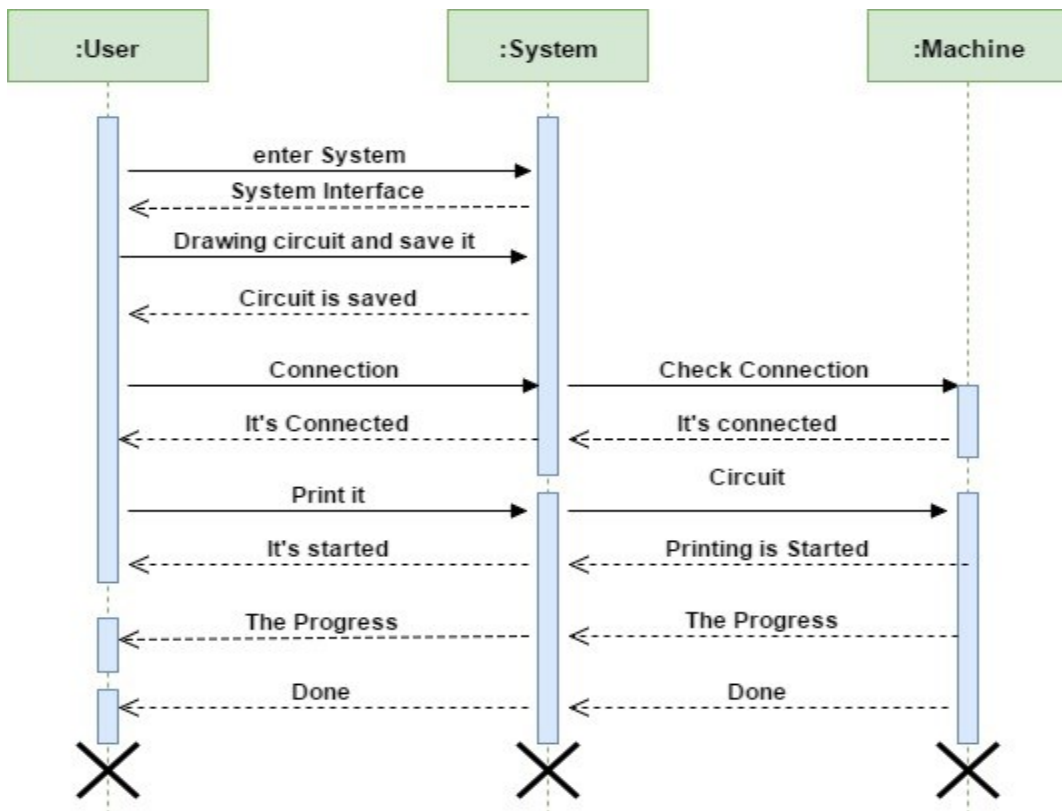 :User
:System
:Machine
enter System
System Interface
Drawing circuit and save it
Circuit is saved
Connection
Check Connection
It's Connected
It's connected
Circuit
Print it
It's started
Printing is Started
The Progress
The Progress
Done
Done